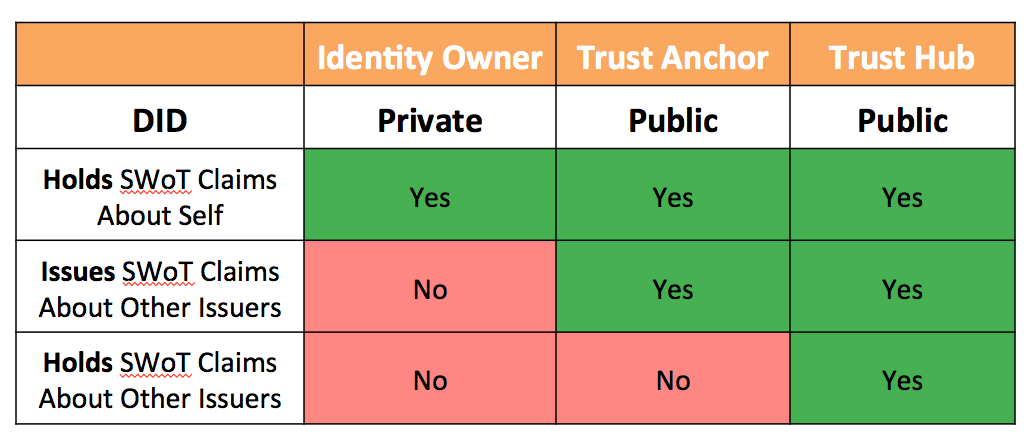 Identity Owner Trust Anchor Trust Hub
DID Private Public Public
Holds SWoT Claims
About Self
Yes Yes Yes
Issues SWoT Claims
About Other Issuers
No Yes Yes
Holds SWoT Claims
About Other Issuers
No No Yes